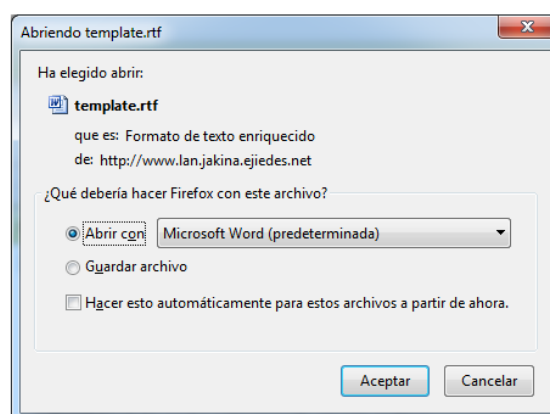 Abriendo template.rtf
Ha elegido abrir:
template.rtf
que es: Formato de texto enriquecido
de: http://www.lan.jakina.ejiedes.net
¿Qué debería hacer Firefox con este archivo?
Abrir con Microsoft Word (predeterminada)
Guardar archivo
Hacer esto automáticamente para estos archivos a partir de ahora.
Aceptar Cancelar